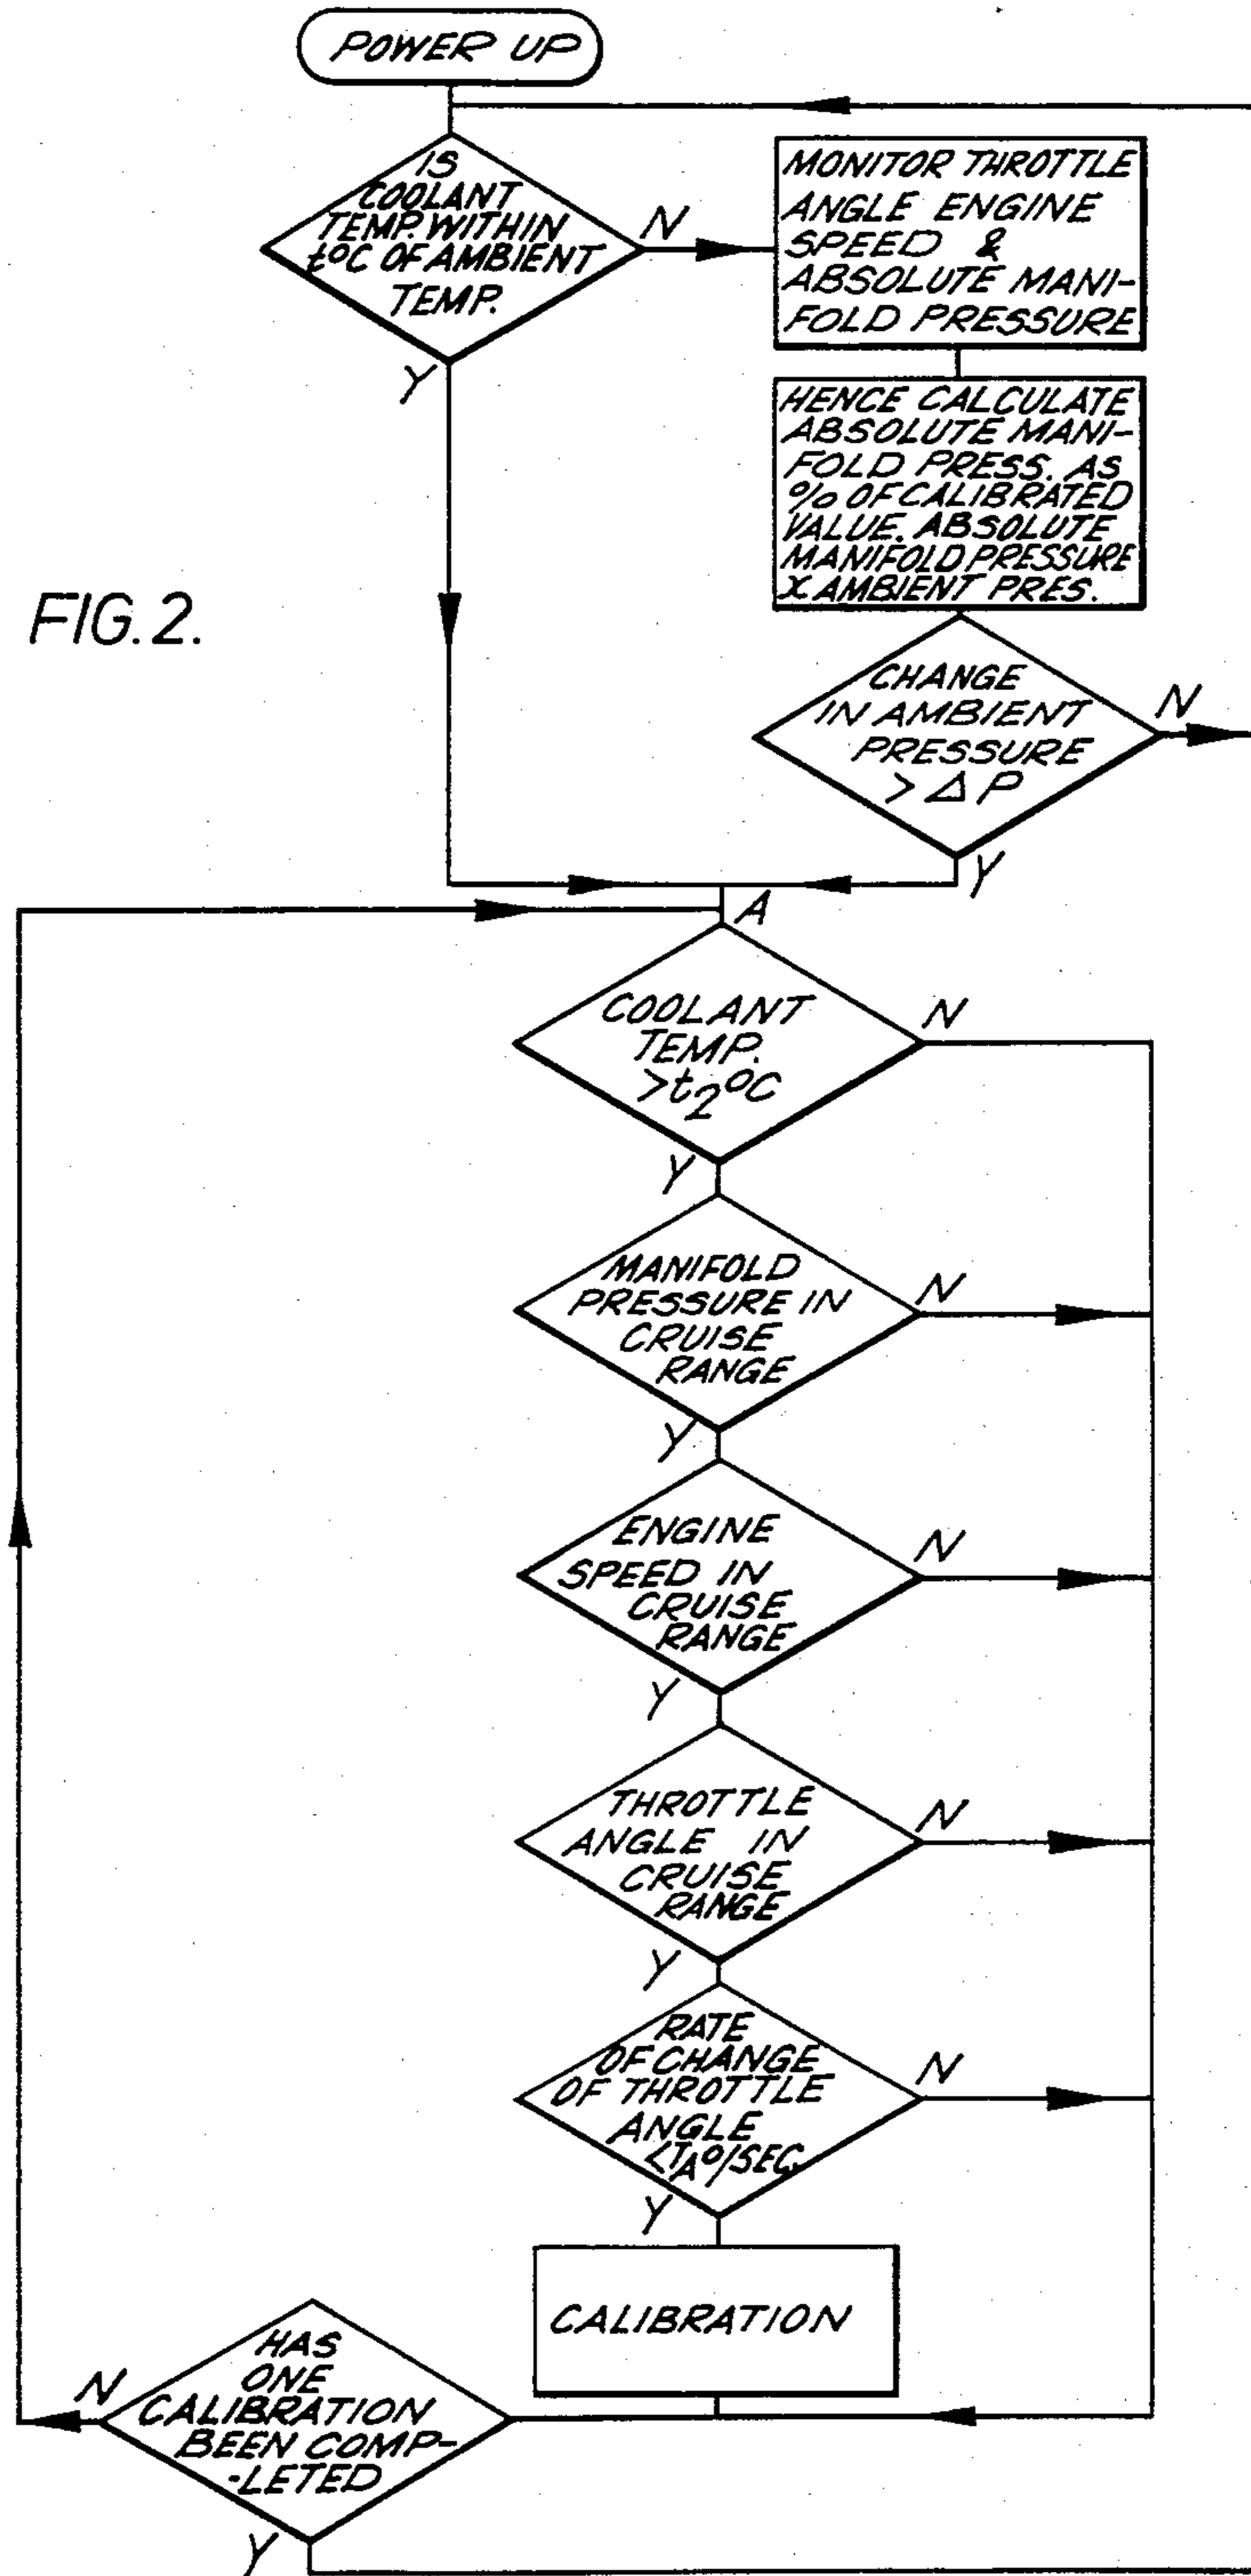 POWER UP
IS
COOLANT
TEMP. WITHIN
t°C OF AMBIENT
TEMP.
N
Y
MONITOR THROTTLE
ANGLE ENGINE
SPEED &
ABSOLUTE MANI-
FOLD PRESSURE
HENCE CALCULATE
ABSOLUTE MANI-
FOLD PRESS. AS
% OF CALIBRATED
VALUE. ABSOLUTE
MANIFOLD PRESSURE
X AMBIENT PRES.
FIG. 2.
CHANGE
IN AMBIENT
PRESSURE
> Δ P
N
Y
A
COOLANT
TEMP.
>t₂°C
N
Y
MANIFOLD
PRESSURE IN
CRUISE
RANGE
N
Y
ENGINE
SPEED IN
CRUISE
RANGE
N
Y
THROTTLE
ANGLE IN
CRUISE
RANGE
N
Y
RATE
OF CHANGE
OF THROTTLE
ANGLE
<T_A°/SEC.
N
Y
CALIBRATION
HAS
ONE
CALIBRATION
BEEN COMP-
-LETED
N
Y